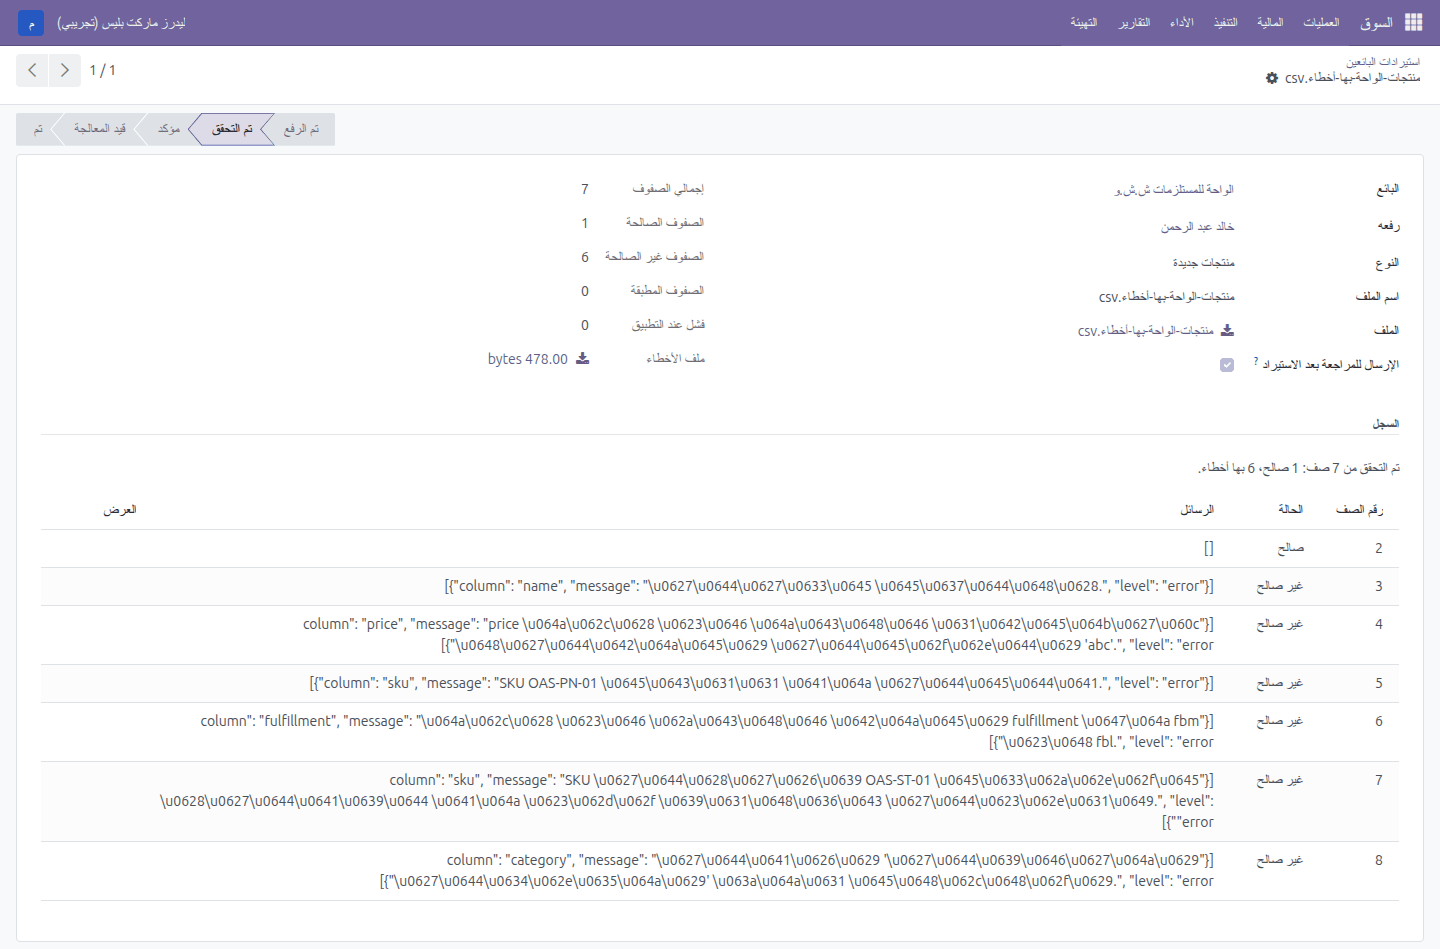 السوق العمليات المالية التنفيذ الأداء التقارير التهيئة ليدرز ماركت بليس (تجريبي) م
استيرادات البائعين
منتجات-الواحة-بها-أخطاء.csv
1 / 1
تم الرفع تم التحقق مؤكد قيد المعالجة تم
البائع الواحة للمستلزمات ش.ش.و
رفعه خالد عبد الرحمن
النوع منتجات جديدة
اسم الملف منتجات-الواحة-بها-أخطاء.csv
الملف منتجات-الواحة-بها-أخطاء.csv
الإرسال للمراجعة بعد الاستيراد ?
إجمالي الصفوف 7
الصفوف الصالحة 1
الصفوف غير الصالحة 6
الصفوف المطبقة 0
فشل عند التطبيق 0
ملف الأخطاء 478.00 bytes
السجل
تم التحقق من 7 صف: 1 صالح، 6 بها أخطاء.
رقم الصف الحالة الرسائل العرض
2 صالح []
3 غير صالح [{"column": "name", "message": "\u0627\u0644\u0627\u0633\u0645 \u0645\u0637\u0644\u0648\u0628.", "level": "error"}]
4 غير صالح [{"column": "price", "message": "price \u064a\u062c\u0628 \u0623\u0646 \u064a\u0643\u0648\u0646 \u0631\u0642\u0645\u064b\u0627\u060c
\u0648\u0627\u0644\u0642\u064a\u0645\u0629 \u0627\u0644\u0645\u062f\u062e\u0644\u0629 'abc'.", "level": "error"}]
5 غير صالح [{"column": "sku", "message": "SKU OAS-PN-01 \u0645\u0643\u0631\u0631 \u0641\u064a \u0627\u0644\u0645\u0644\u0641.", "level": "error"}]
6 غير صالح [{"column": "fulfillment", "message": "\u064a\u062c\u0628 \u0623\u0646 \u062a\u0643\u0648\u0646 \u0642\u064a\u0645\u0629 fulfillment \u0647\u064a fbm
\u0623\u0648 fbl.", "level": "error"}]
7 غير صالح [{"column": "sku", "message": "SKU \u0627\u0644\u0628\u0627\u0626\u0639 OAS-ST-01 \u0645\u0633\u062a\u062e\u062f\u0645
\u0628\u0627\u0644\u0641\u0639\u0644 \u0641\u064a \u0623\u062d\u062f \u0639\u0631\u0648\u0636\u0643 \u0627\u0644\u0623\u062e\u0631\u0649.", "level":
"error"}]
8 غير صالح [{"column": "category", "message": "\u0627\u0644\u0641\u0626\u0629 '\u0627\u0644\u0639\u0646\u0627\u064a\u0629
\u0627\u0644\u0634\u062e\u0635\u064a\u0629' \u063a\u064a\u0631 \u0645\u0648\u062c\u0648\u062f\u0629.", "level": "error"}]